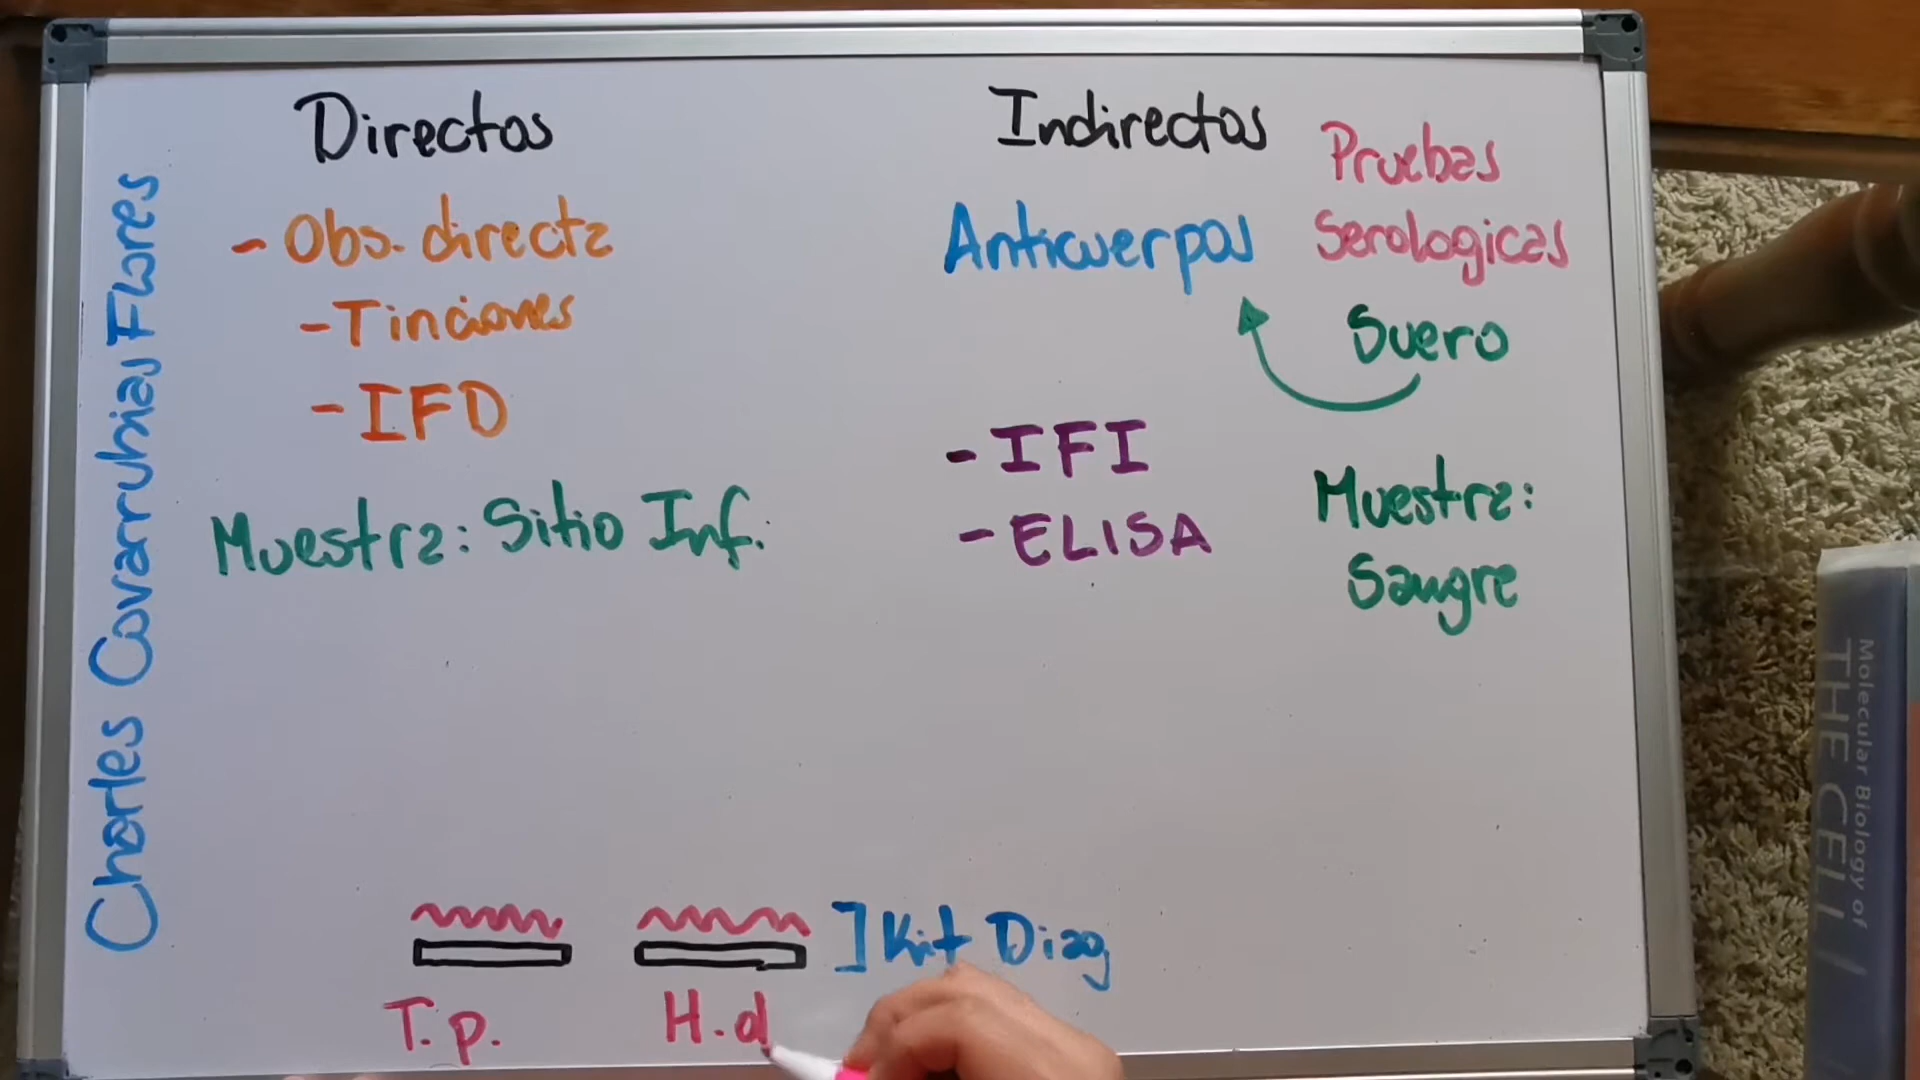 Directos
- Obs. directa
- Tinciones
- IFD
Muestra: Sitio Inf.
Indirectos
Anticuerpos
- IFI
- ELISA
Pruebas
Serologicas
Suero
Muestra:
Sangre
] Kit Diag
T.p.
H.d
Charles Covarruhias Flores
Molecular Biology of
THE CELL